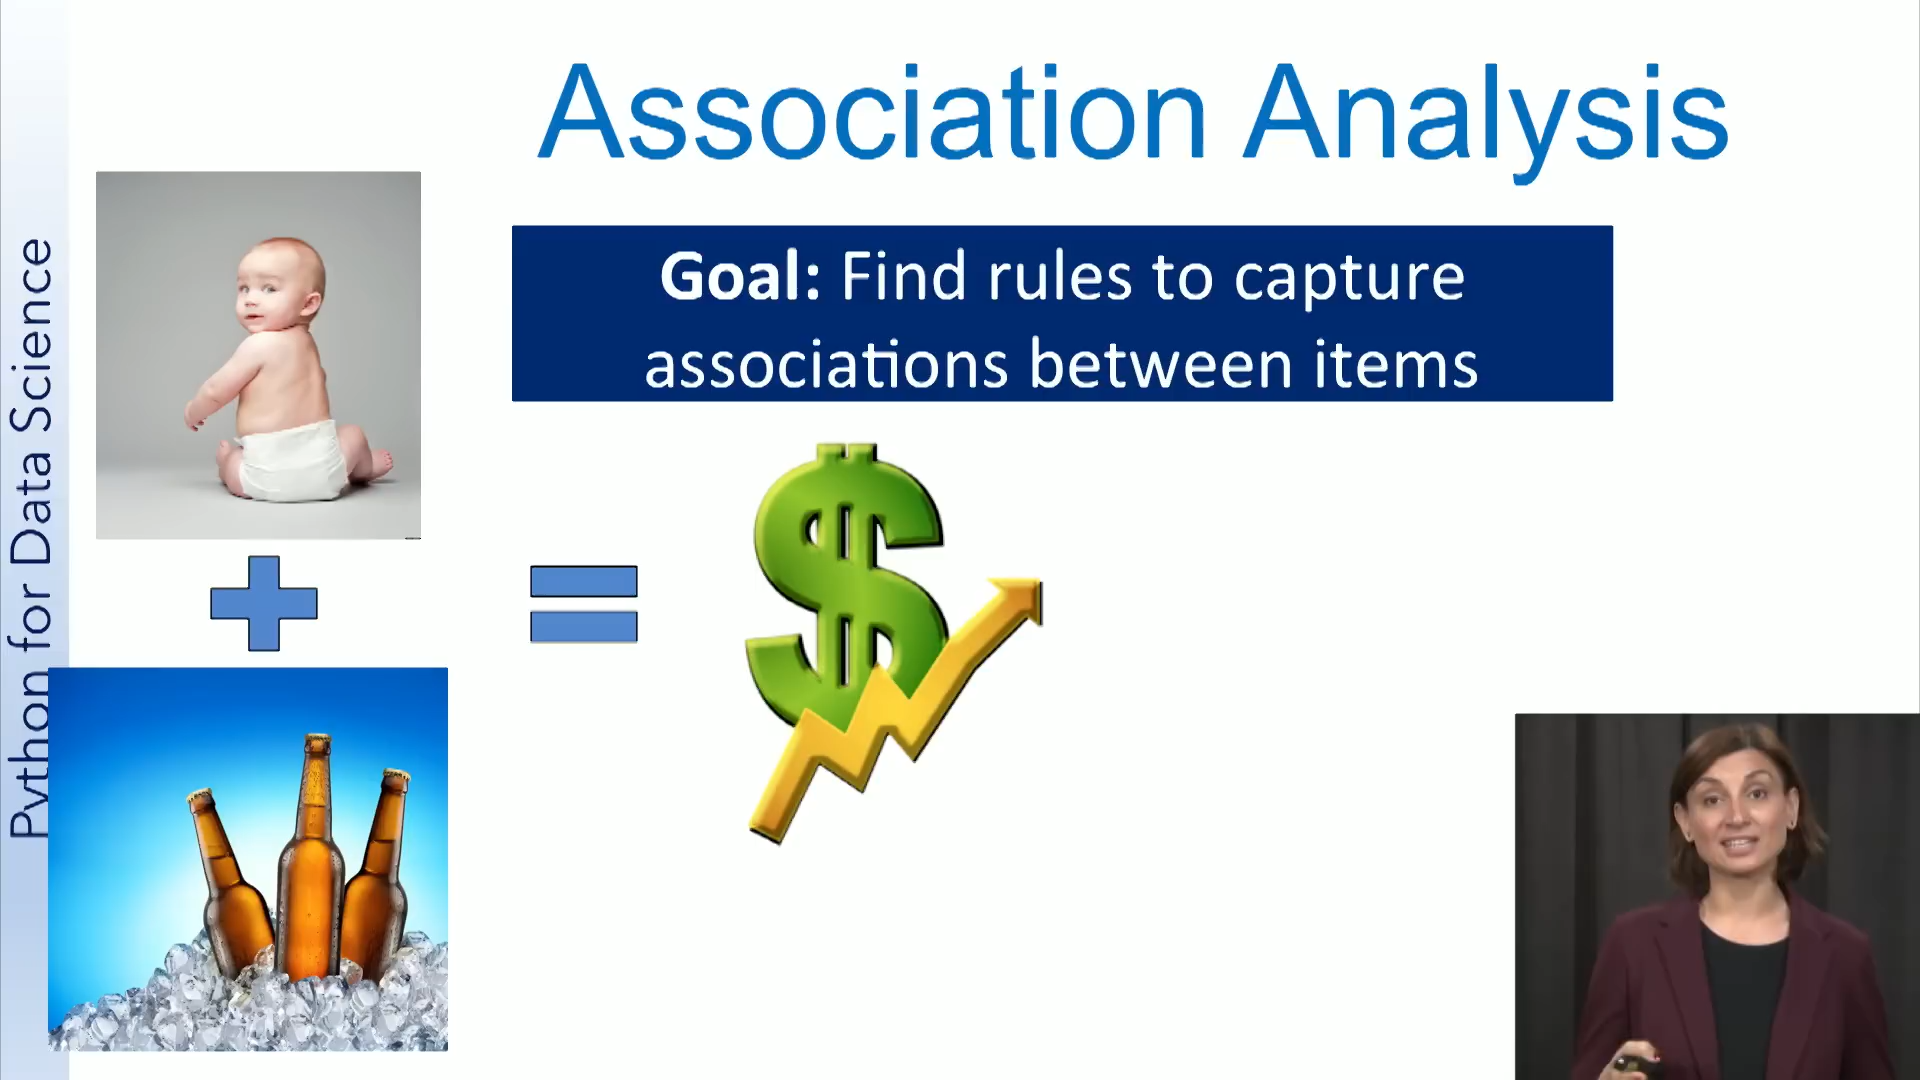 Association Analysis
Goal: Find rules to capture
associations between items
Python for Data Science